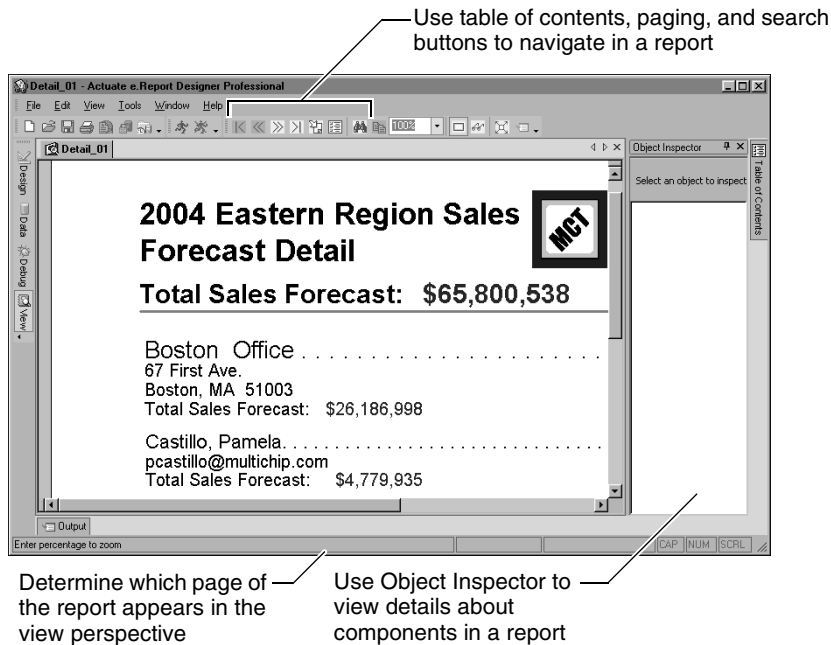 Use table of contents, paging, and search
buttons to navigate in a report
Detail_01 - Actuate e.Report Designer Professional
File Edit View Tools Window Help
100%
Detail_01
Object Inspector
Select an object to inspect
Table of Contents
Design
Data
Debug
View
2004 Eastern Region Sales
Forecast Detail
MCT
Total Sales Forecast: $65,800,538
Boston Office . . . . . . . . . . . . . . . . . . . . . . .
67 First Ave.
Boston, MA 51003
Total Sales Forecast: $26,186,998
Castillo, Pamela. . . . . . . . . . . . . . . . . . . . . . . . . . . . . . .
pcastillo@multichip.com
Total Sales Forecast: $4,779,935
Output
Enter percentage to zoom
CAP NUM SCRL
Determine which page of
the report appears in the
view perspective
Use Object Inspector to
view details about
components in a report